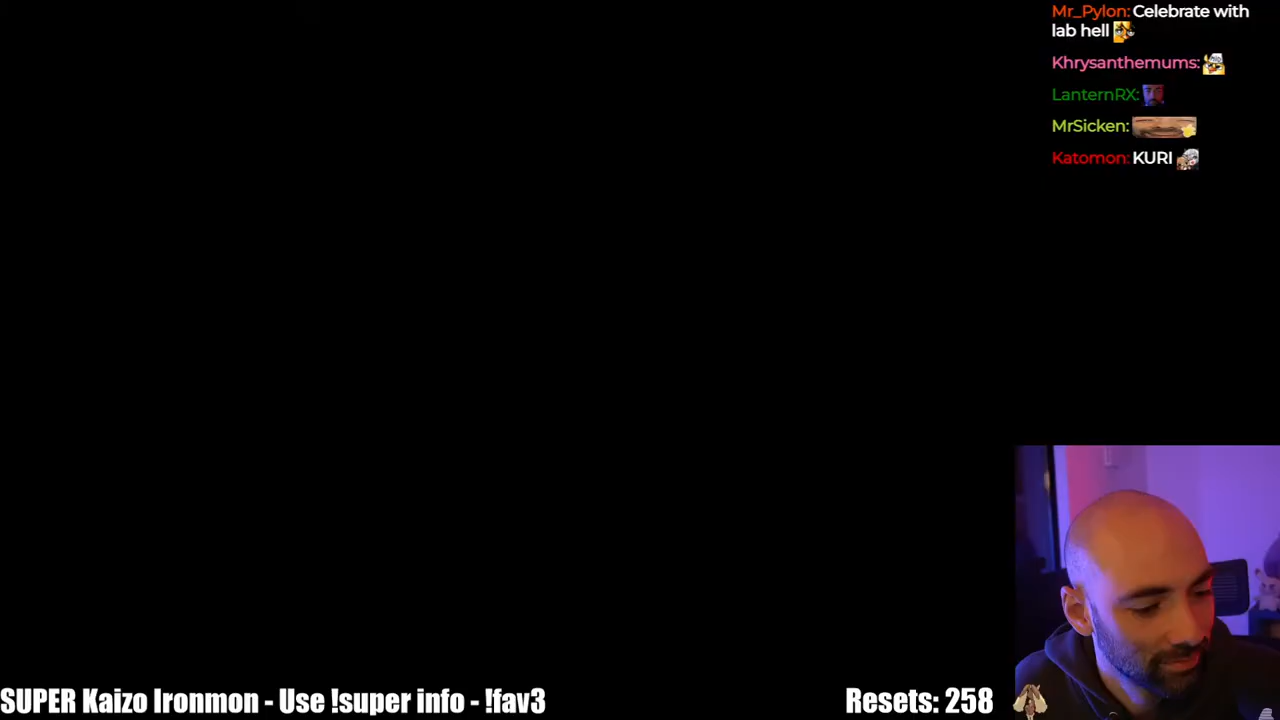 Mr_Pylon: Celebrate with
lab hell
Khrysanthemums:
LanternRX:
MrSicken:
Katomon: KURI
SUPER Kaizo Ironmon - Use !super info - !fav3
Resets: 258